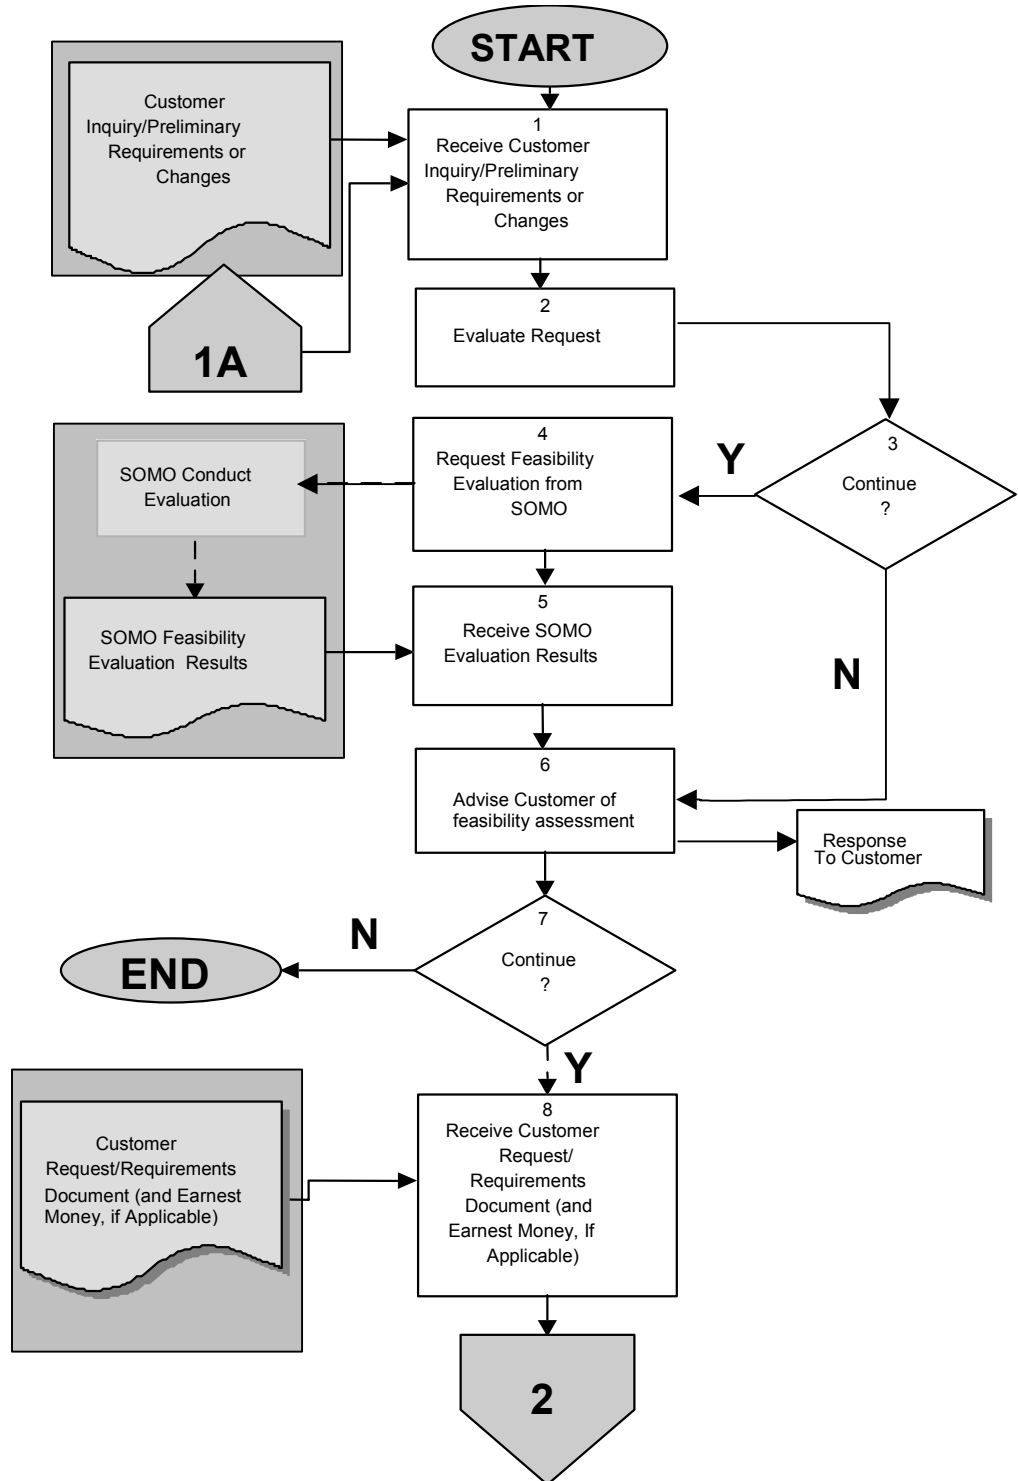 START
Customer
Inquiry/Preliminary
Requirements or
Changes
1
Receive Customer
Inquiry/Preliminary
Requirements or
Changes
1A
2
Evaluate Request
3
Continue
?
Y
N
4
Request Feasibility
Evaluation from
SOMO
SOMO Conduct
Evaluation
SOMO Feasibility
Evaluation Results
5
Receive SOMO
Evaluation Results
6
Advise Customer of
feasibility assessment
Response
To Customer
7
Continue
?
N
END
Y
Customer
Request/Requirements
Document (and Earnest
Money, if Applicable)
8
Receive Customer
Request/
Requirements
Document (and
Earnest Money, If
Applicable)
2